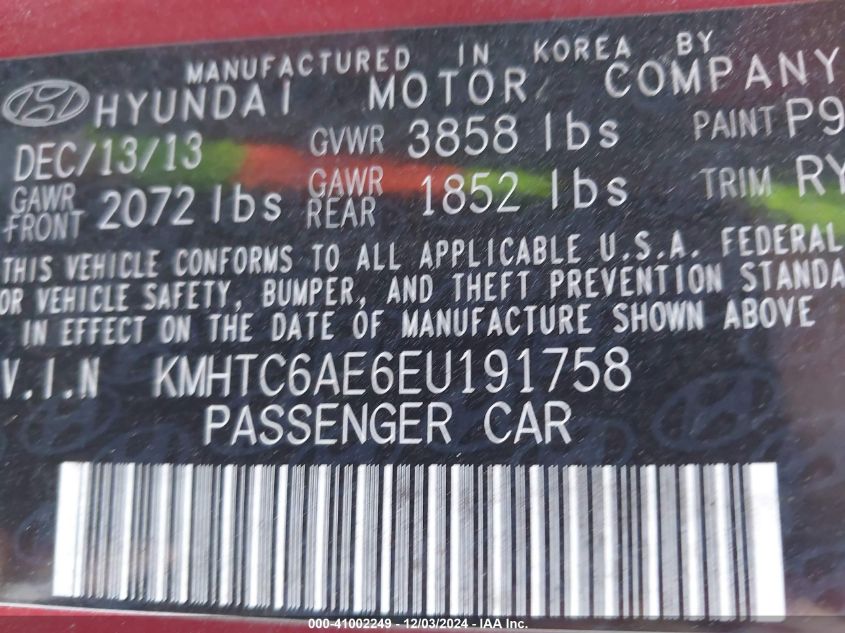 MANUFACTURED IN KOREA BY
HYUNDAI MOTOR COMPANY
DEC/13/13 GVWR 3858 lbs PAINT P9
GAWR FRONT 2072 lbs GAWR REAR 1852 lbs TRIM RY
THIS VEHICLE CONFORMS TO ALL APPLICABLE U.S.A. FEDERAL
OR VEHICLE SAFETY, BUMPER, AND THEFT PREVENTION STANDA
IN EFFECT ON THE DATE OF MANUFACTURE SHOWN ABOVE
V.I.N KMHTC6AE6EU191758
PASSENGER CAR
000-41002249 - 12/03/2024 - IAA Inc.